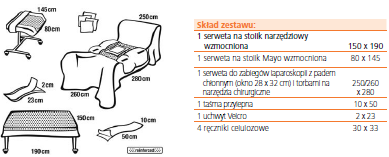 145cm
80cm
250cm
260cm
280cm
2cm
23cm
10cm
50cm
150cm
190cm
reinforced
Skład zestawu:
1 serweta na stolik narzędziowy
wzmocniona 150 x 190
1 serweta na stolik Mayo wzmocniona 80 x 145
1 serweta do zabiegów laparoskopii z padem
chłonnym (okno 28 x 32 cm) i torbami na 250/260
narzędzia chirurgiczne x 280
1 taśma przylepna 10 x 50
1 uchwyt Velcro 2 x 23
4 ręczniki celulozowe 30 x 33